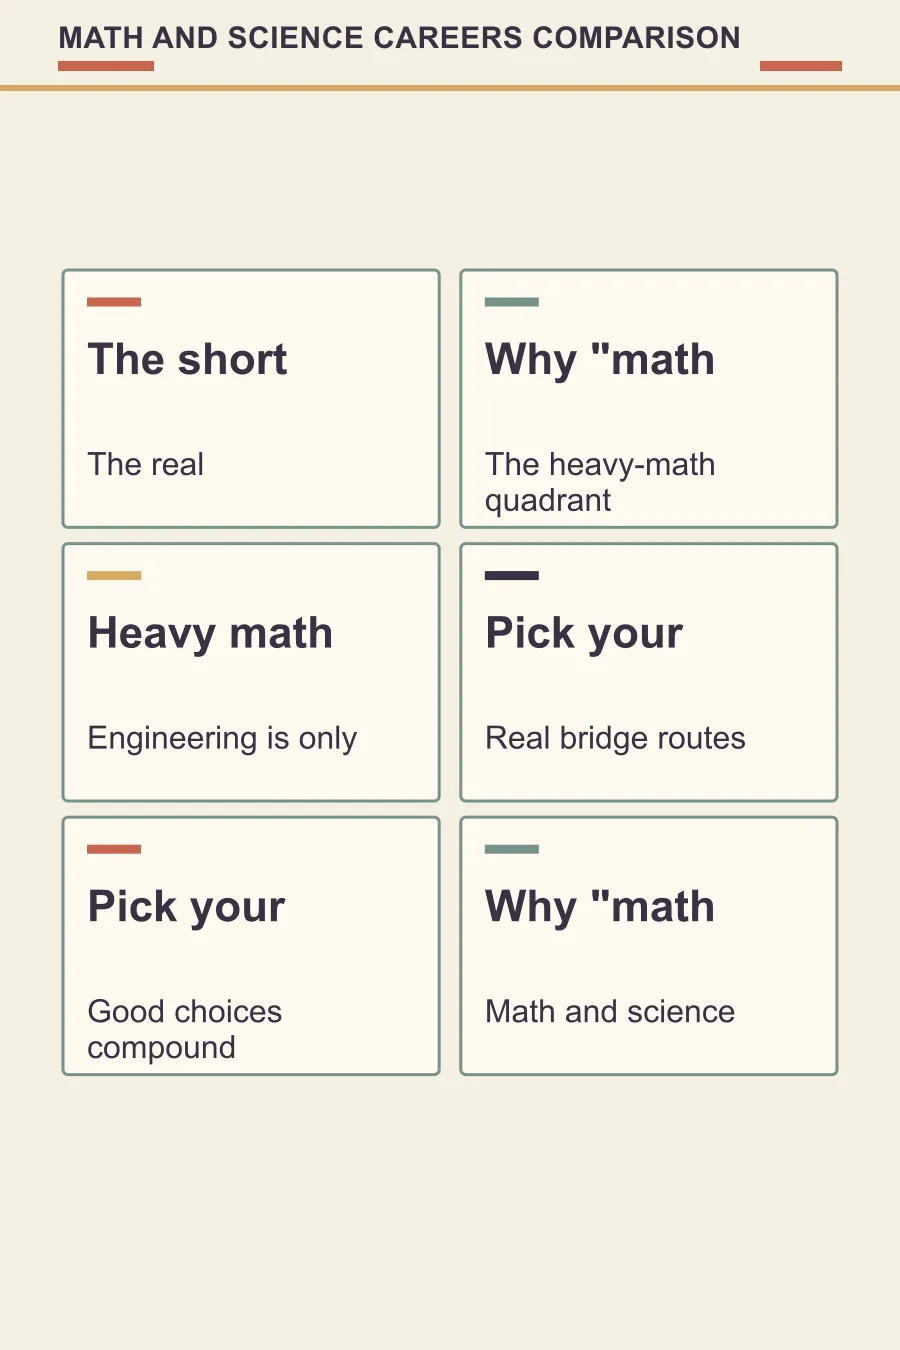 MATH AND SCIENCE CAREERS COMPARISON
The short
The real
Why "math
The heavy-math
quadrant
Heavy math
Engineering is only
Pick your
Real bridge routes
Pick your
Good choices
compound
Why "math
Math and science